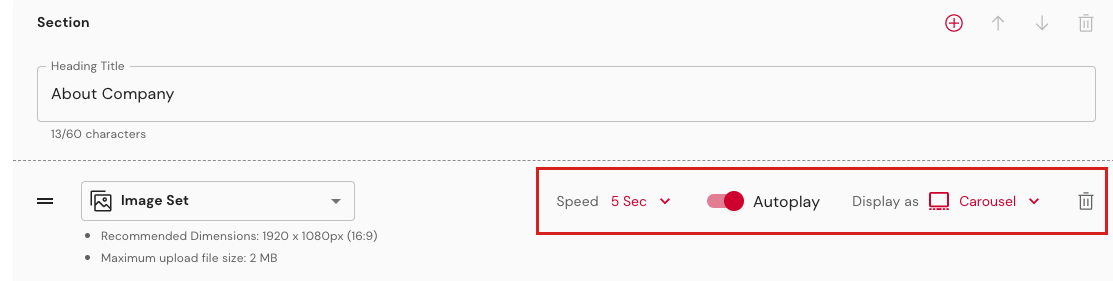 Section
Heading Title
About Company
13/60 characters
Image Set
Speed 5 Sec Autoplay Display as Carousel
Recommended Dimensions: 1920 x 1080px (16:9)
Maximum upload file size: 2 MB